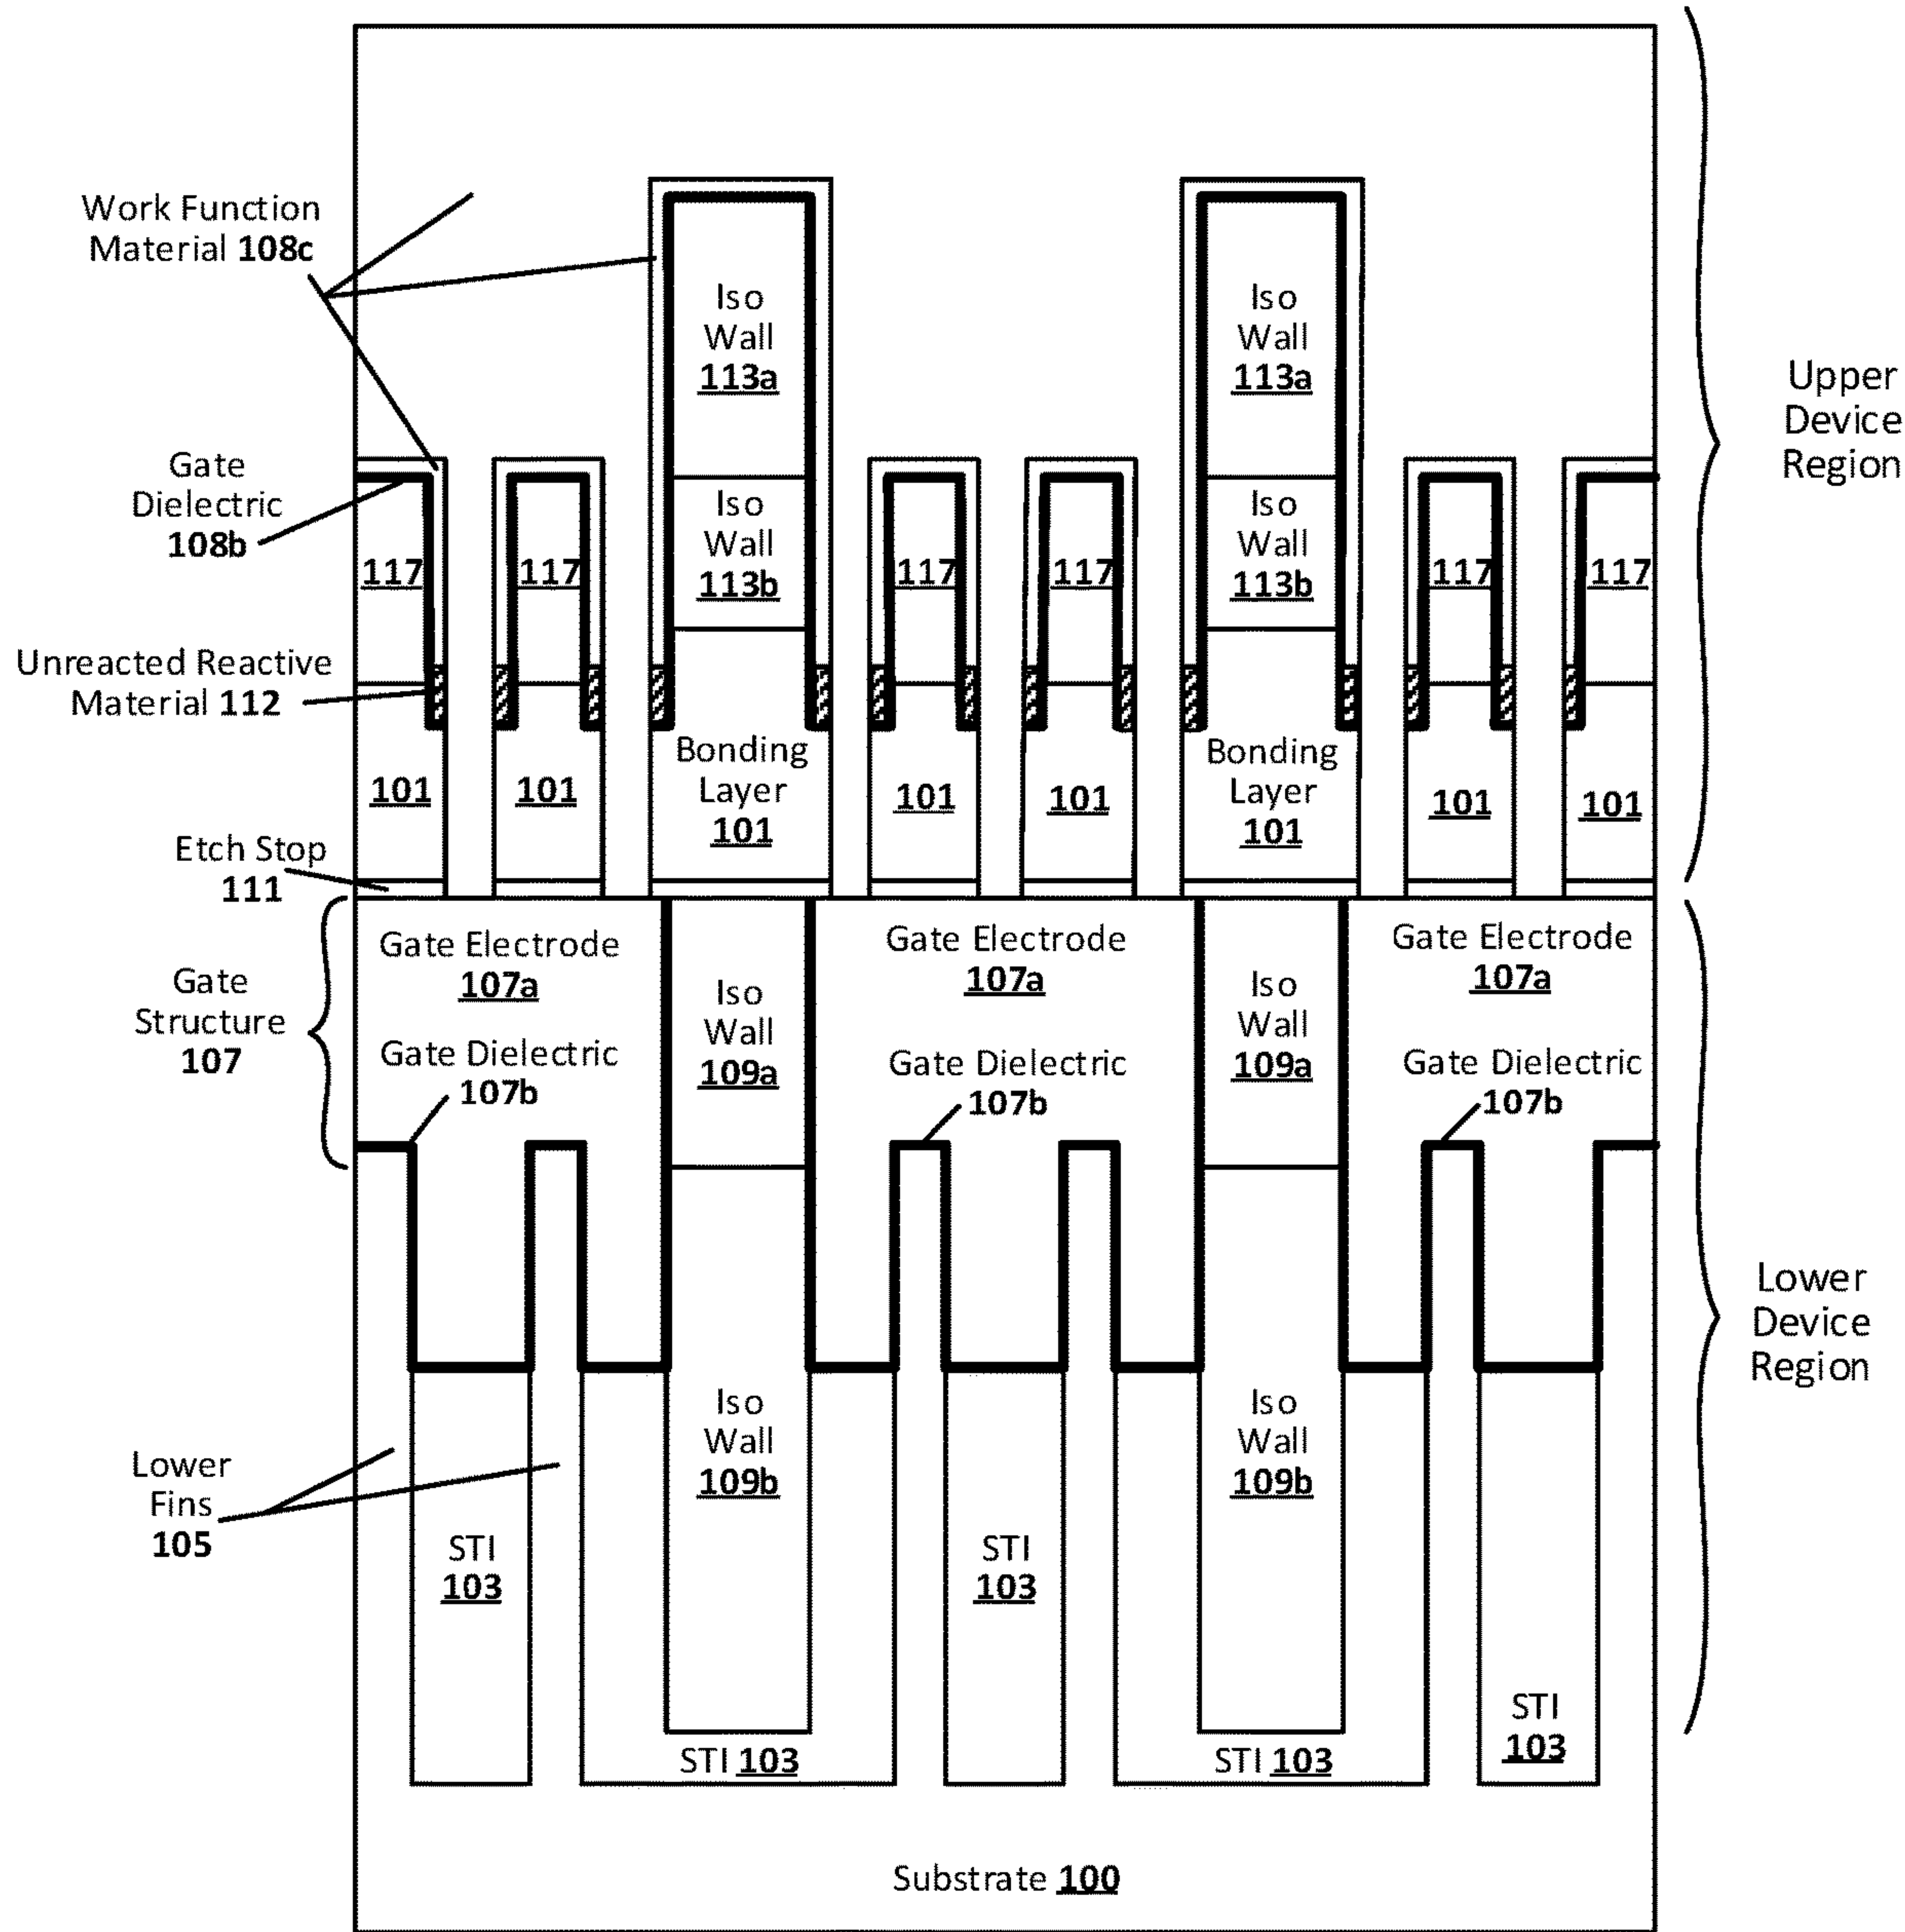 Work Function
Material 108c
Gate
Dielectric
108b
Unreacted Reactive
Material 112
Etch Stop
111
Gate
Structure
107
Lower
Fins
105
Iso
Wall
113a
Iso
Wall
113b
Iso
Wall
113a
Iso
Wall
113b
117
117
117
117
117
117
101
101
Bonding
Layer
101
101
101
Bonding
Layer
101
101
101
Gate Electrode
107a
Gate Dielectric
107b
Iso
Wall
109a
Gate Electrode
107a
Gate Dielectric
107b
Iso
Wall
109a
Gate Electrode
107a
Gate Dielectric
107b
Iso
Wall
109b
Iso
Wall
109b
STI
103
STI
103
STI
103
STI 103
STI 103
Substrate 100
Upper
Device
Region
Lower
Device
Region